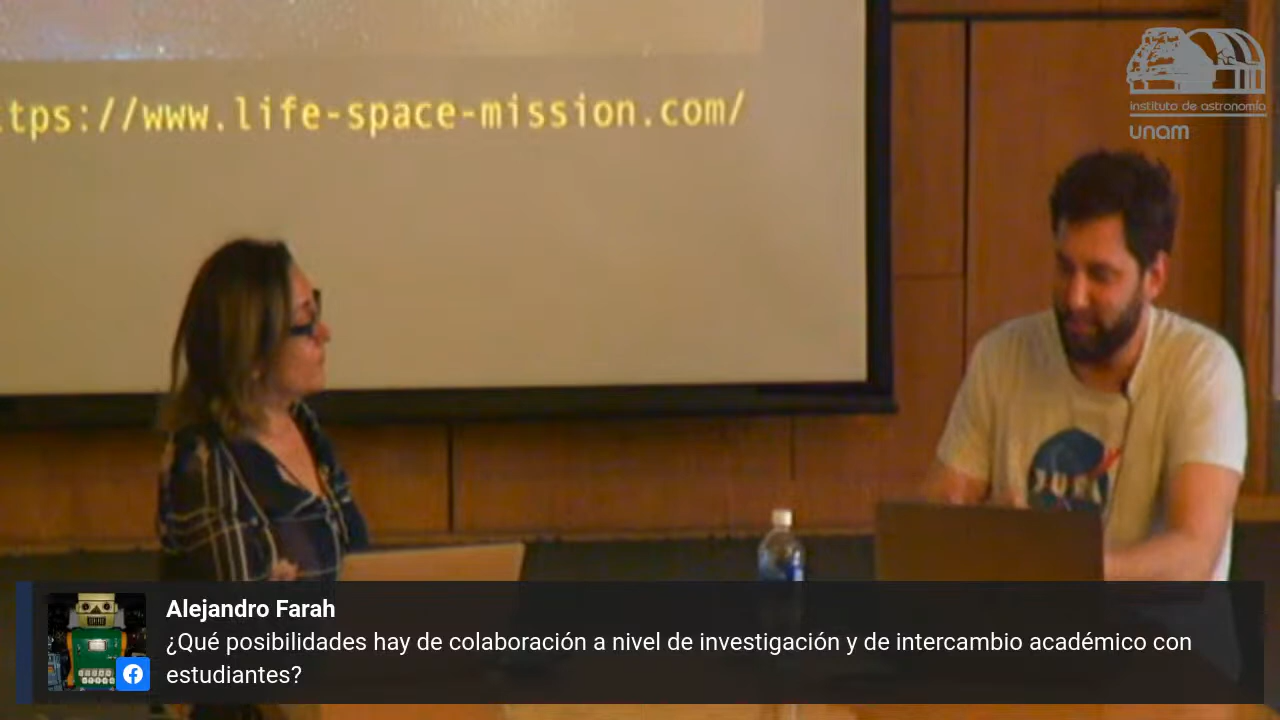 ttps://www.life-space-mission.com/
instituto de astronomía
unam
Alejandro Farah
¿Qué posibilidades hay de colaboración a nivel de investigación y de intercambio académico con
estudiantes?